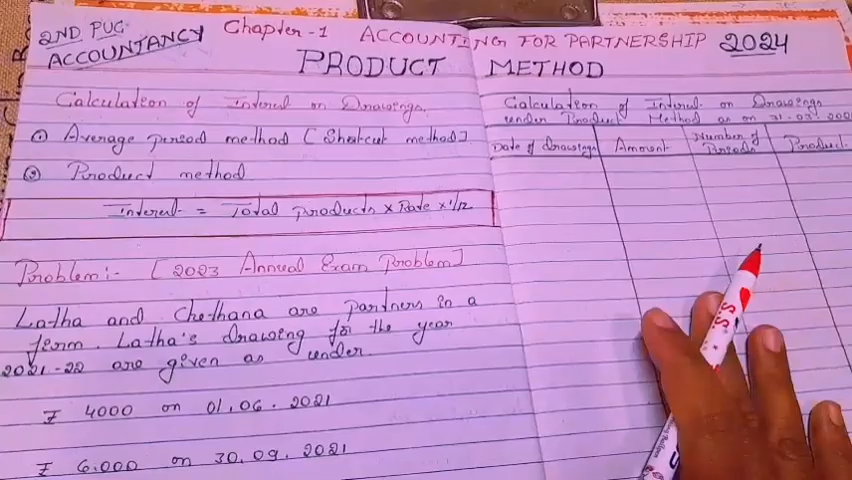 2ND PUC
ACCOUNTANCY
Chapter-1 ACCOUNTING FOR PARTNERSHIP 2024
PRODUCT METHOD
Calculation of Interest on Drawings.
① Average period method [Shortcut method]
② Product method
Interest = Total products × Rate × 1/12
Problem:- [2023 Annual Exam Problem]
Latha and Chethana are partners in a
firm. Latha's drawing for the year
2021-22 are given as under
₹ 4000 on 01.06.2021
₹ 6.000 on 30.09.2021
Calculation of Interest on Drawings
under Product Method as on 31.03.
Date of drawings Amount Number of Periods Product
S.S